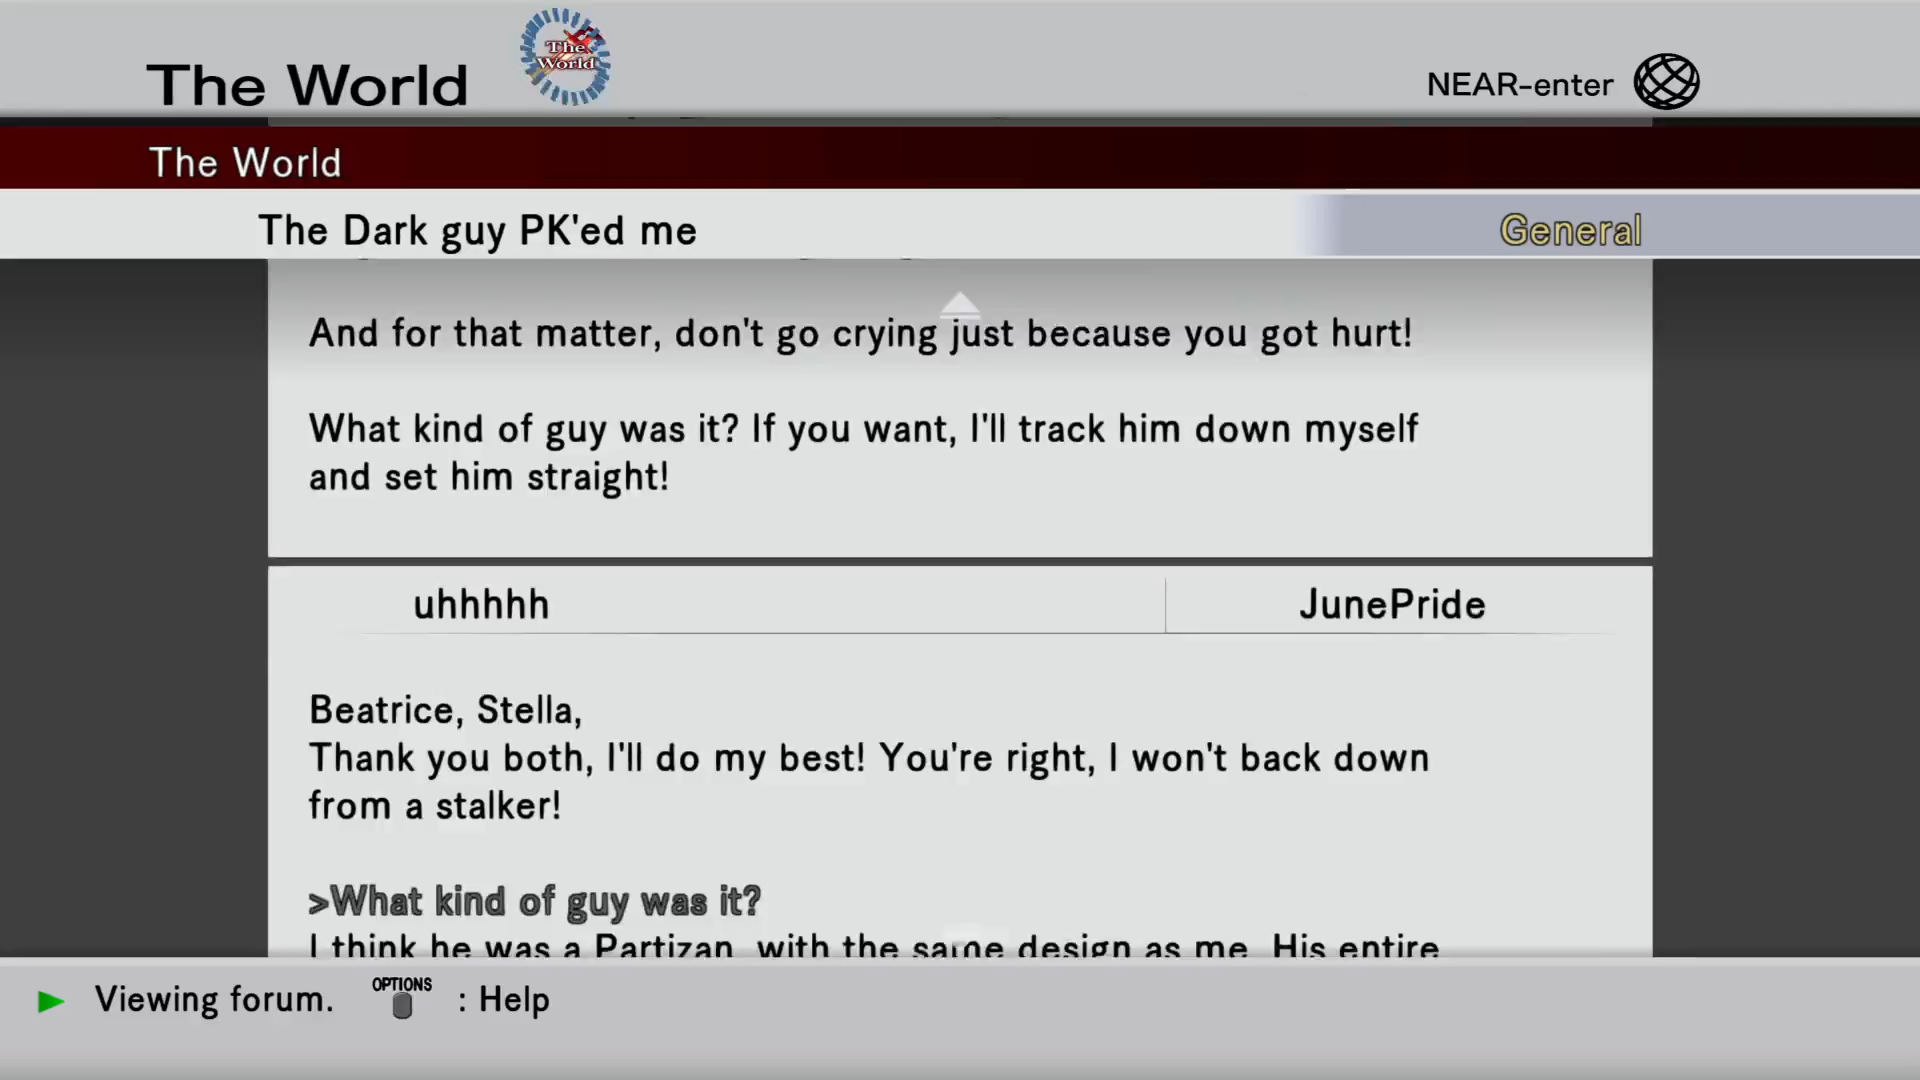 The World
The
World
NEAR-enter
The World
The Dark guy PK'ed me
General
And for that matter, don't go crying just because you got hurt!
What kind of guy was it? If you want, I'll track him down myself
and set him straight!
uhhhhh
JunePride
Beatrice, Stella,
Thank you both, I'll do my best! You're right, I won't back down
from a stalker!
>What kind of guy was it?
I think he was a Partizan, with the same design as me. His entire
Viewing forum.
OPTIONS
: Help